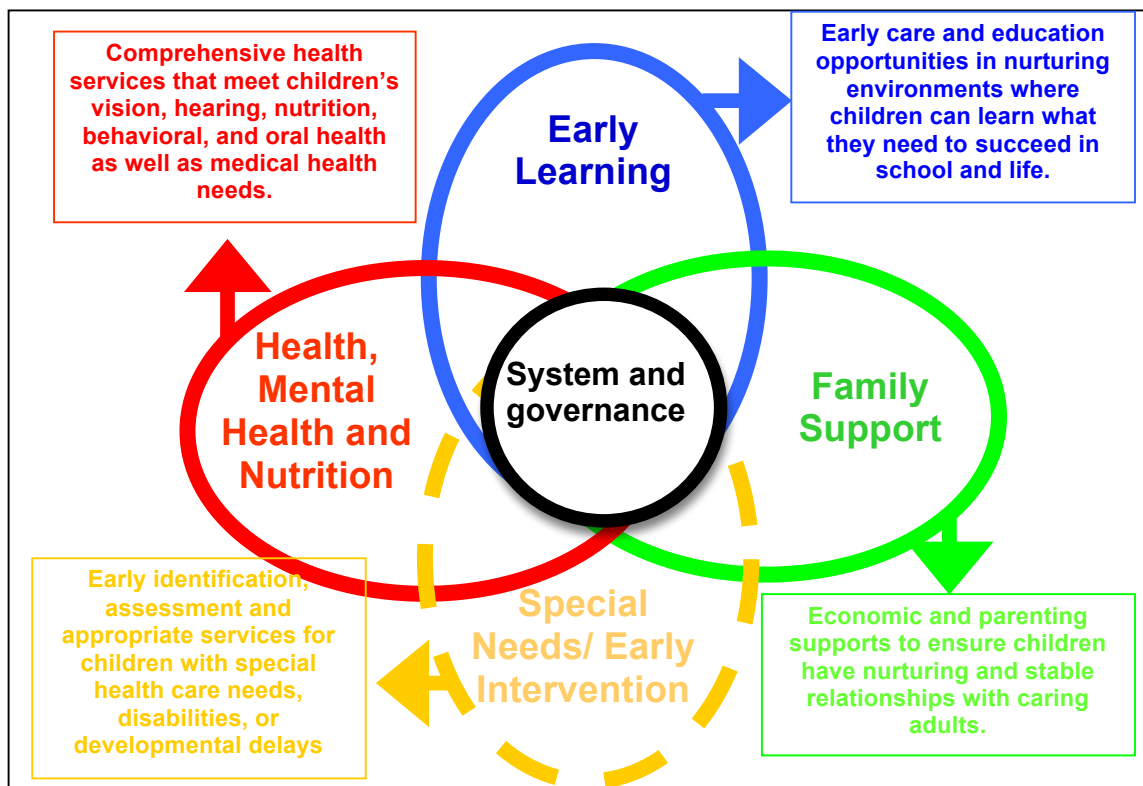 Comprehensive health
services that meet children’s
vision, hearing, nutrition,
behavioral, and oral health
as well as medical health
needs.
Early
Learning
Early care and education
opportunities in nurturing
environments where
children can learn what
they need to succeed in
school and life.
Health,
Mental
Health and
Nutrition
System and
governance
Family
Support
Early identification,
assessment and
appropriate services for
children with special
health care needs,
disabilities, or
developmental delays
Special
Needs/ Early
Intervention
Economic and parenting
supports to ensure children
have nurturing and stable
relationships with caring
adults.